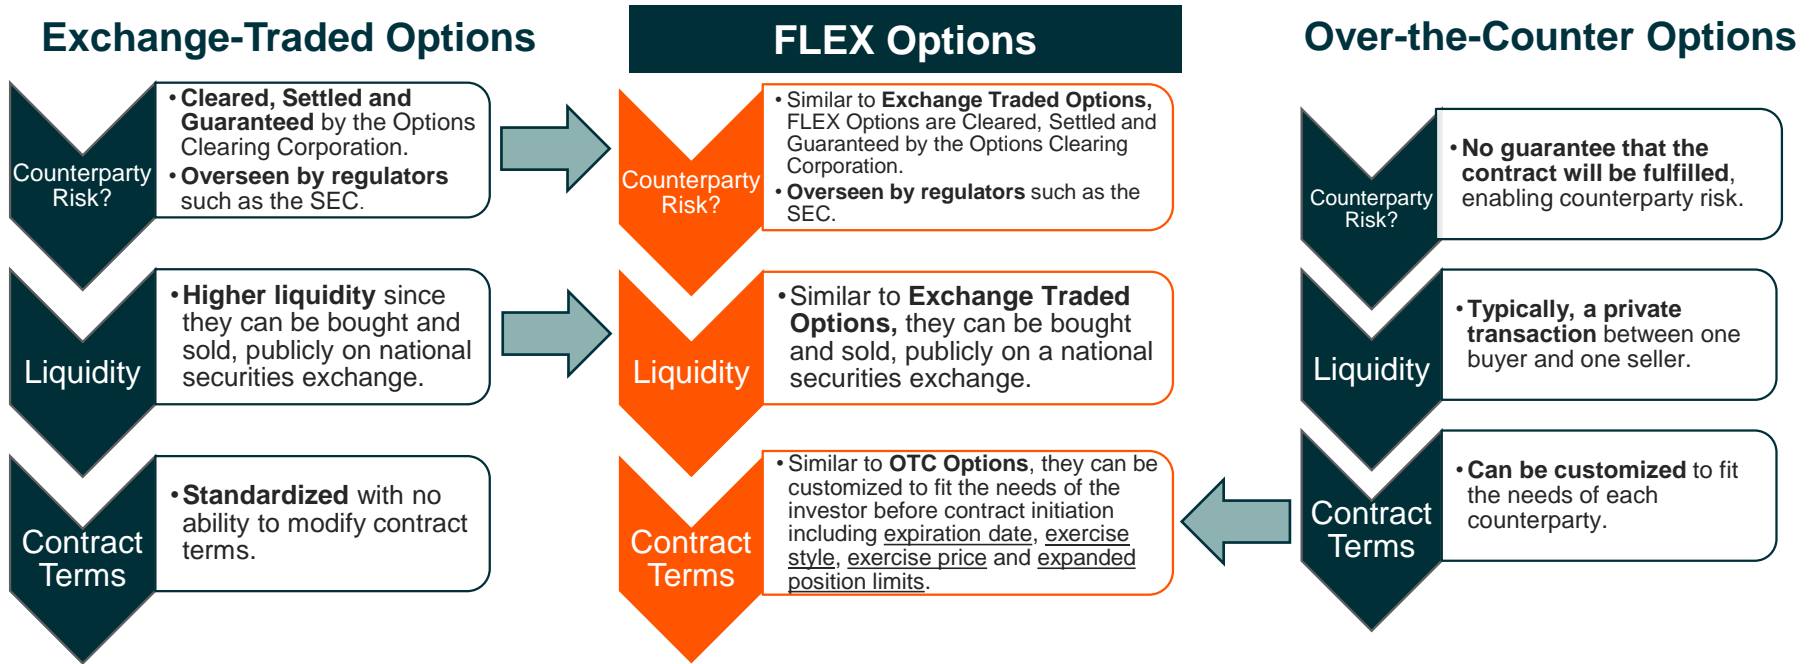 Exchange-Traded Options
Counterparty
Risk?
• Cleared, Settled and
Guaranteed by the Options
Clearing Corporation.
• Overseen by regulators
such as the SEC.
Liquidity
• Higher liquidity since
they can be bought and
sold, publicly on national
securities exchange.
Contract
Terms
• Standardized with no
ability to modify contract
terms.
FLEX Options
Counterparty
Risk?
• Similar to Exchange Traded Options,
FLEX Options are Cleared, Settled and
Guaranteed by the Options Clearing
Corporation.
• Overseen by regulators such as the
SEC.
Liquidity
• Similar to Exchange Traded
Options, they can be bought
and sold, publicly on a national
securities exchange.
Contract
Terms
• Similar to OTC Options, they can be
customized to fit the needs of the
investor before contract initiation
including expiration date, exercise
style, exercise price and expanded
position limits.
Over-the-Counter Options
Counterparty
Risk?
• No guarantee that the
contract will be fulfilled,
enabling counterparty risk.
Liquidity
• Typically, a private
transaction between one
buyer and one seller.
Contract
Terms
• Can be customized to fit
the needs of each
counterparty.